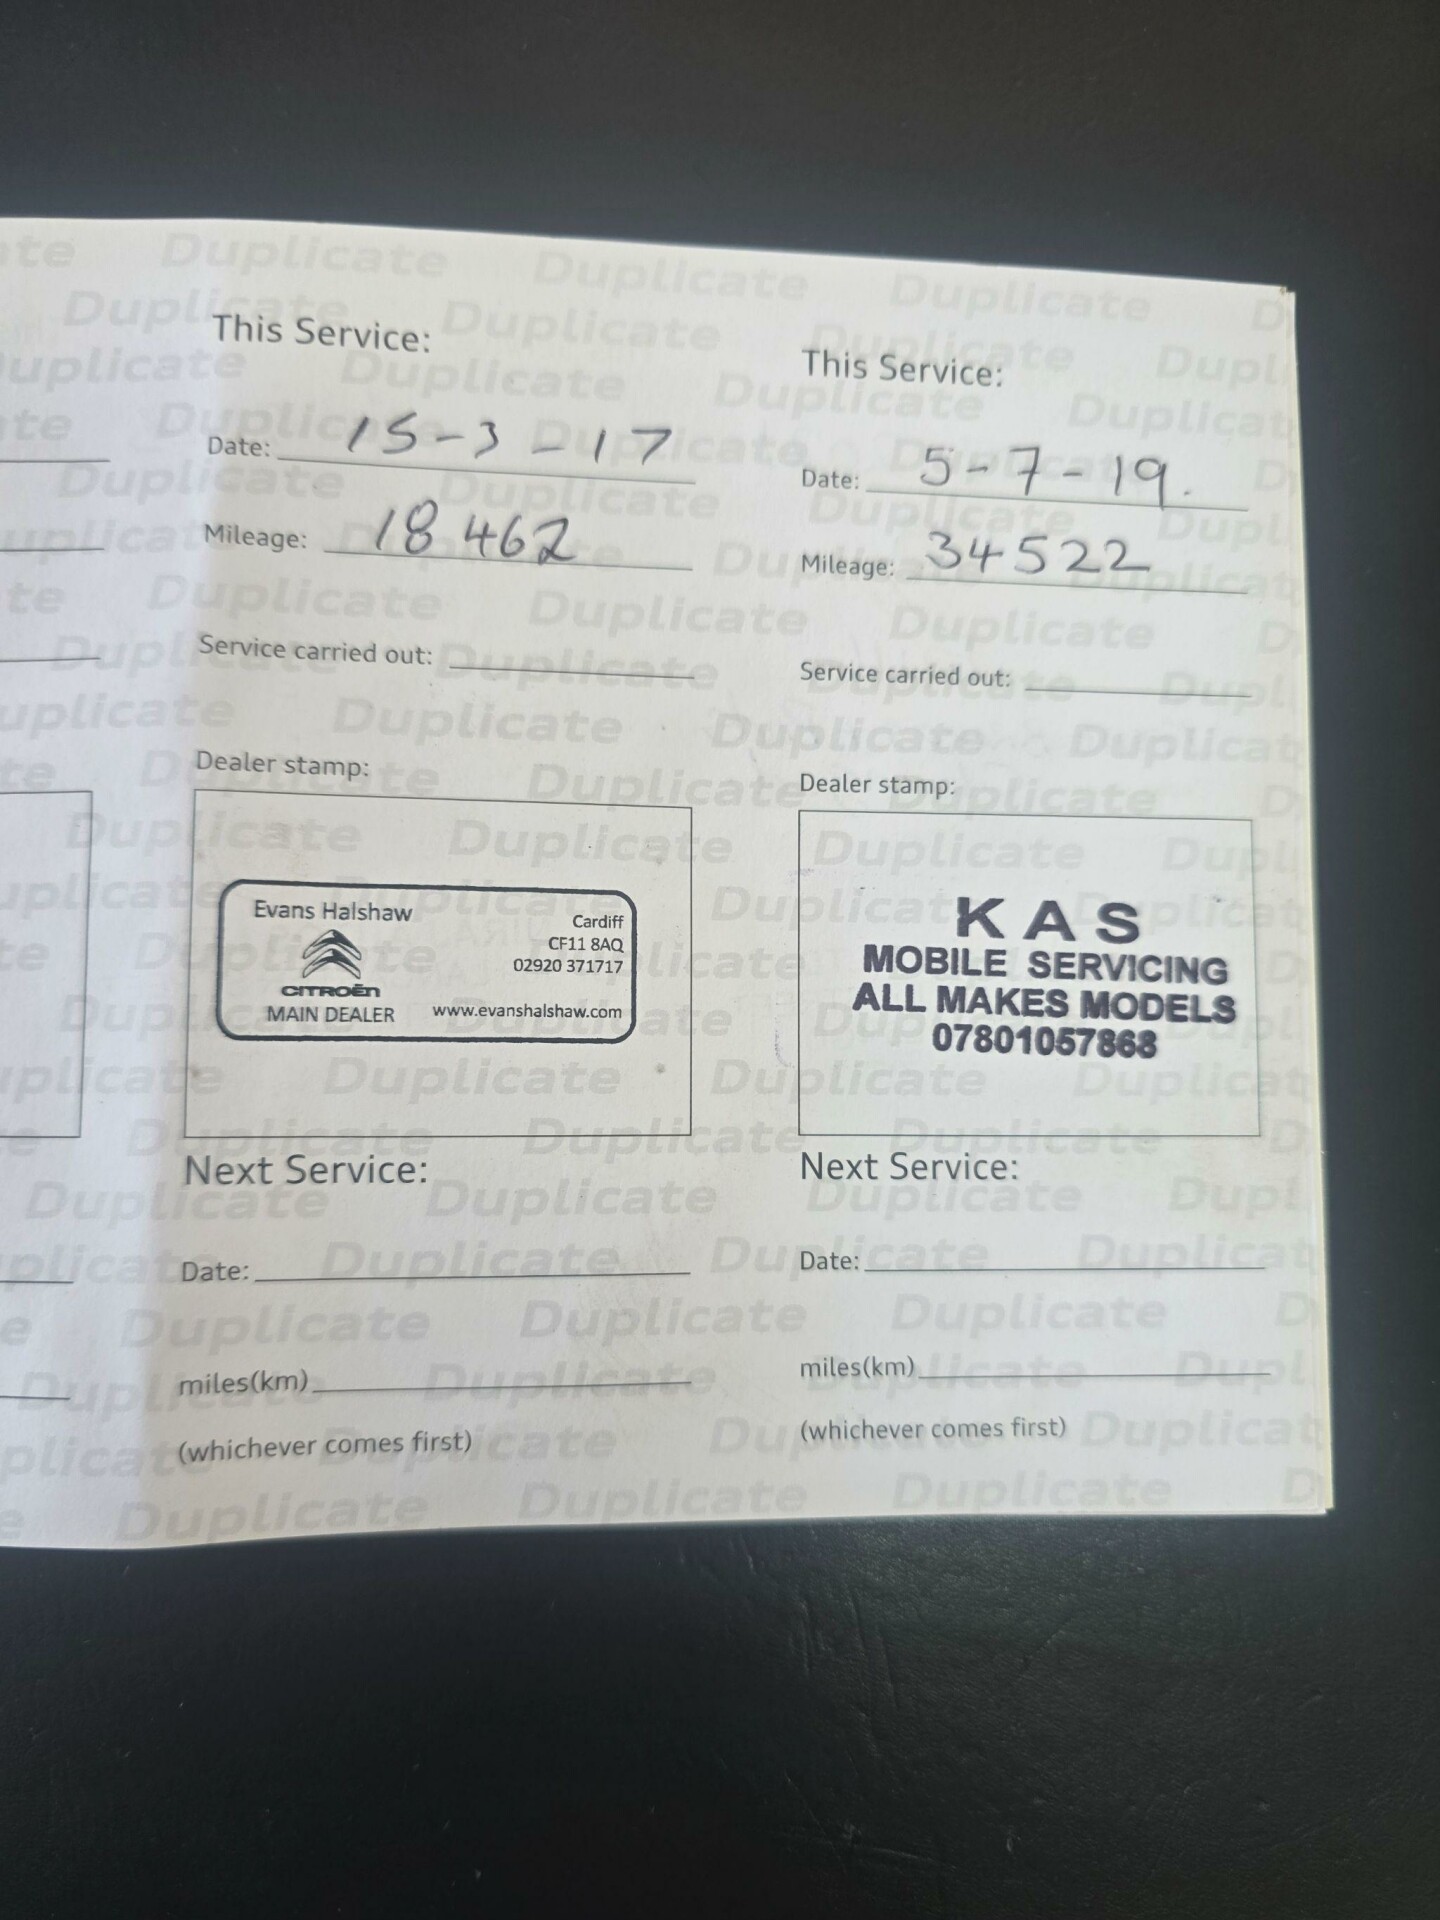 This Service:
Date: 15-3-17
Mileage: 18 462
Service carried out:
Dealer stamp:
Evans Halshaw
CITROËN
MAIN DEALER
Cardiff
CF11 8AQ
02920 371717
www.evanshalshaw.com
Next Service:
Date:
miles(km)
(whichever comes first)
This Service:
Date: 5-7-19.
Mileage: 34522
Service carried out:
Dealer stamp:
KAS
MOBILE SERVICING
ALL MAKES MODELS
07801057868
Next Service:
Date:
miles(km)
(whichever comes first)
Duplicate